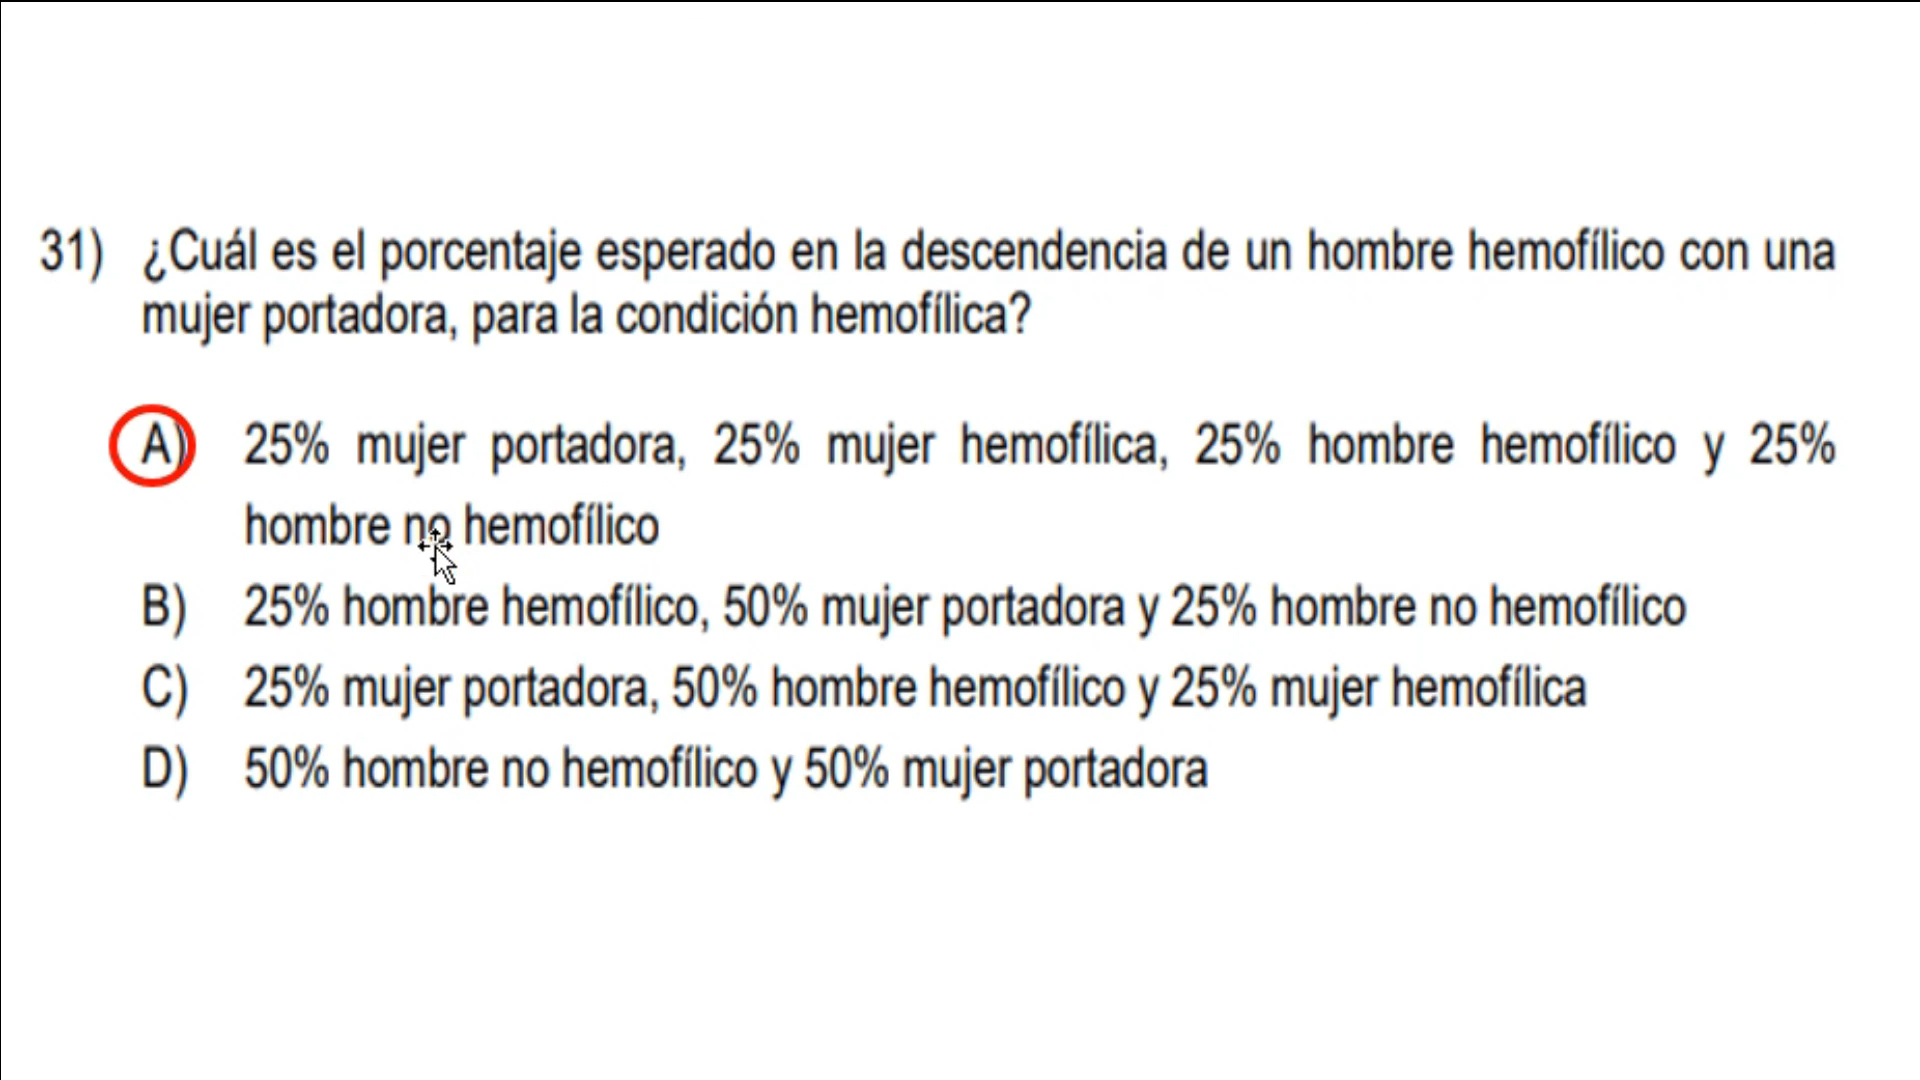 31) ¿Cuál es el porcentaje esperado en la descendencia de un hombre hemofílico con una
mujer portadora, para la condición hemofílica?
A) 25% mujer portadora, 25% mujer hemofílica, 25% hombre hemofílico y 25%
hombre no hemofílico
B) 25% hombre hemofílico, 50% mujer portadora y 25% hombre no hemofílico
C) 25% mujer portadora, 50% hombre hemofílico y 25% mujer hemofílica
D) 50% hombre no hemofílico y 50% mujer portadora